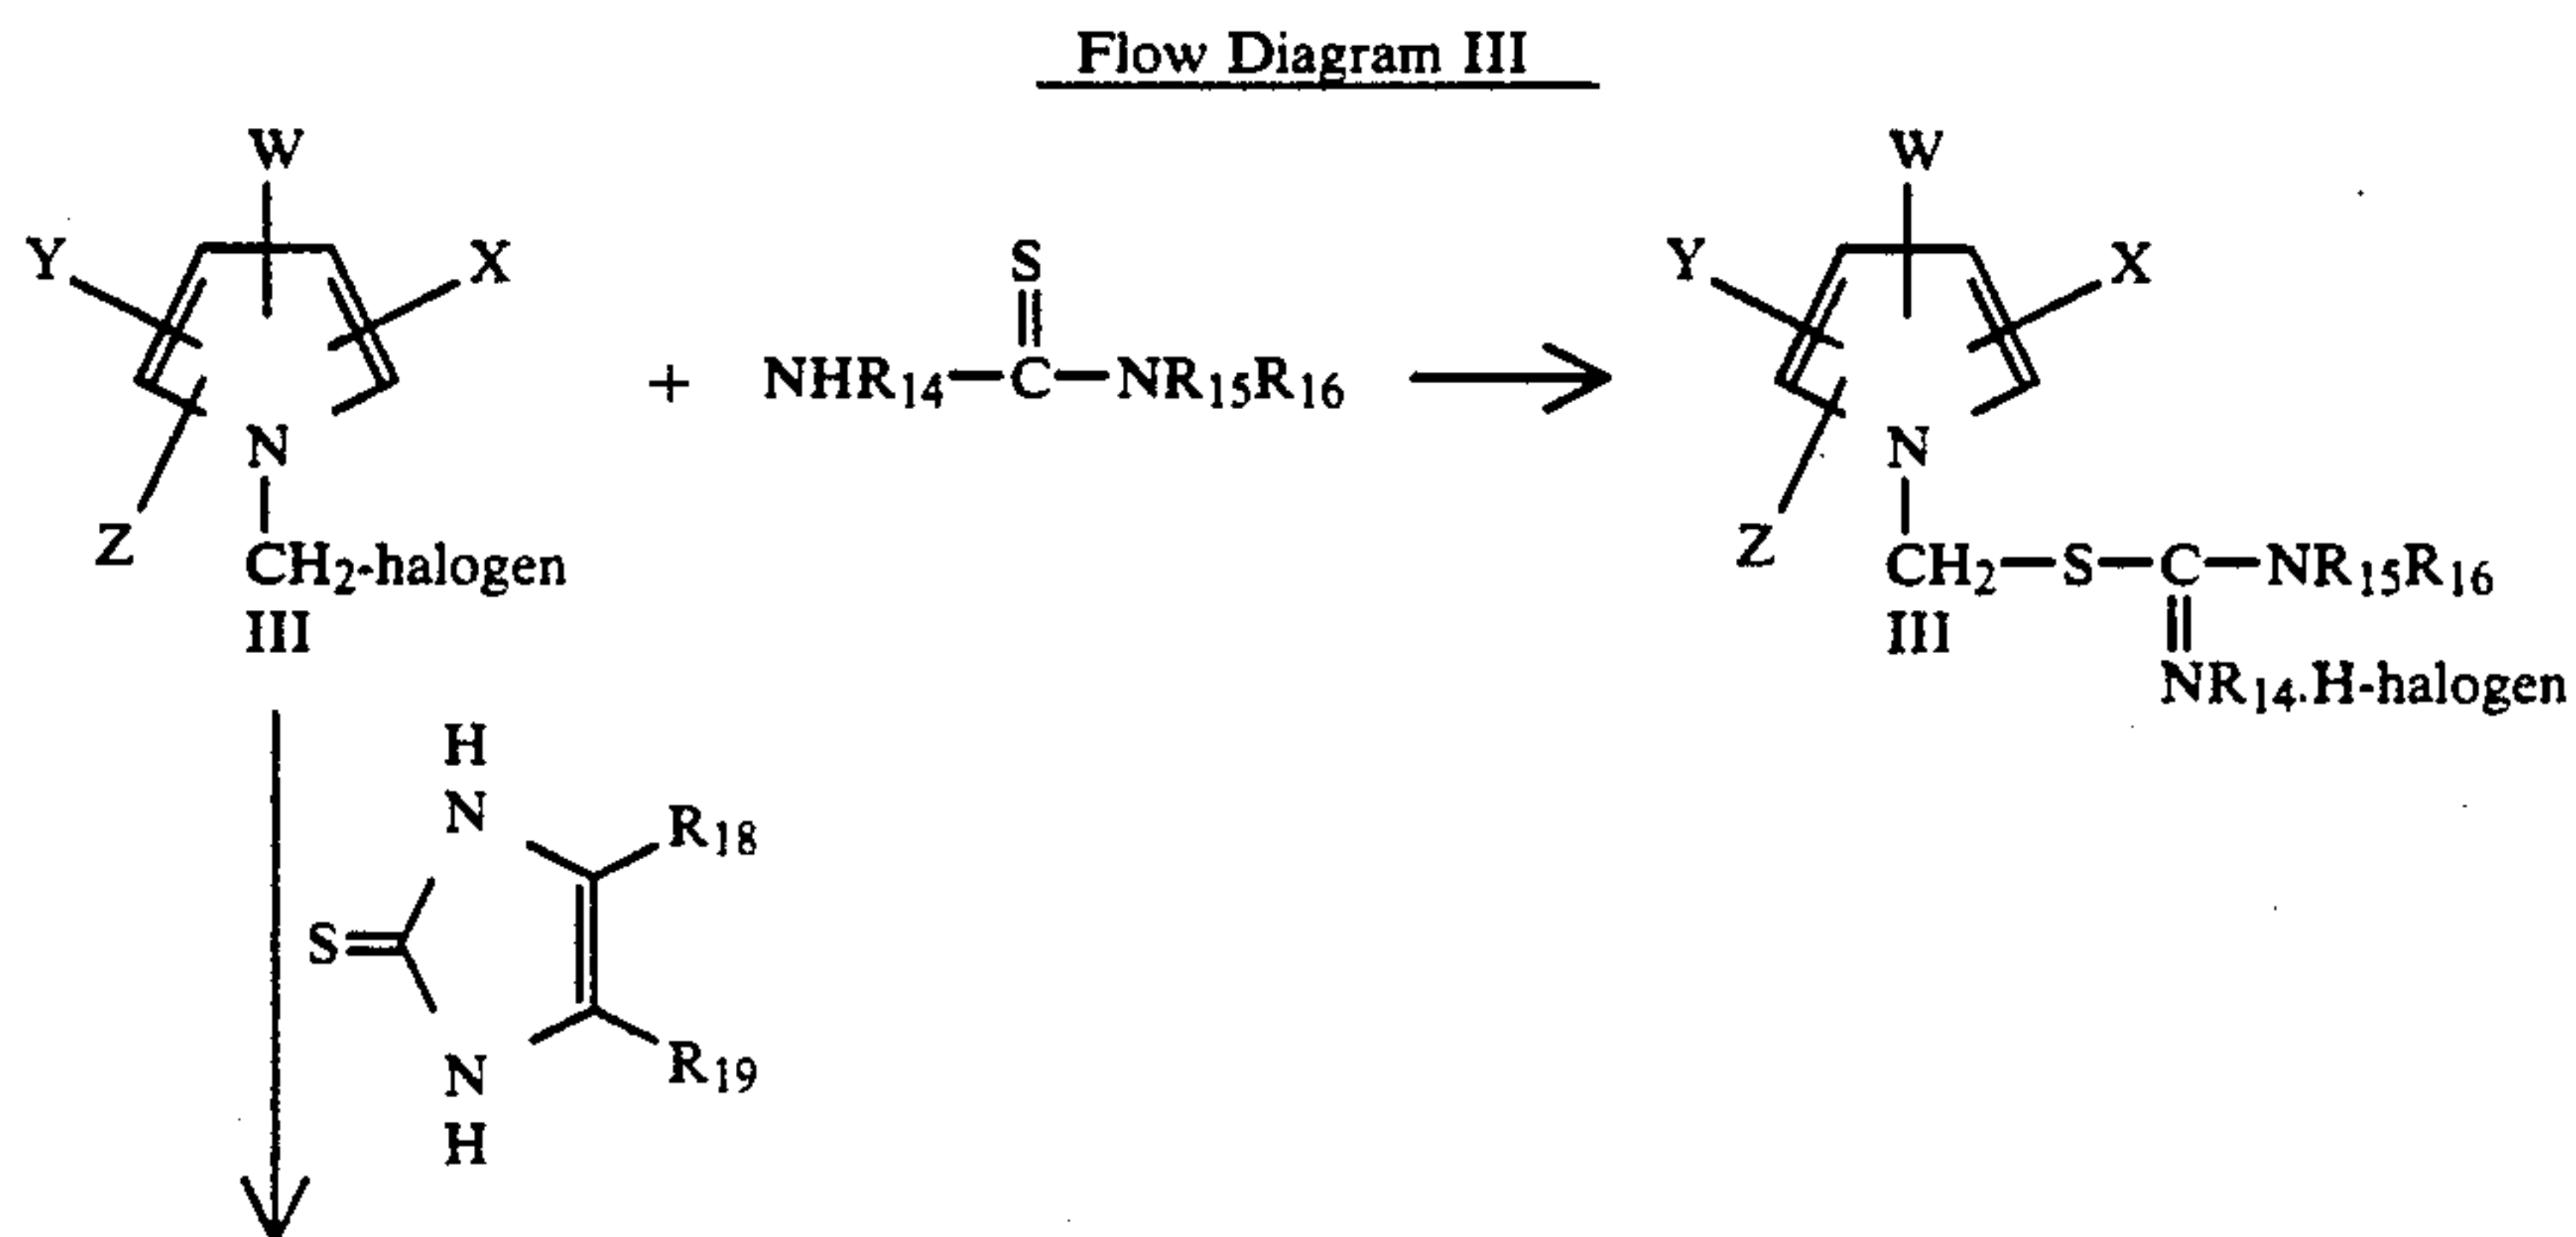 Flow Diagram III
W
Y X
S
NHR14—C—NR15R16
+
N
Z
CH2-halogen
III
W
Y X
N
Z
CH2—S—C—NR15R16
III
NR14.H-halogen
H
N
R18
S
R19
N
H